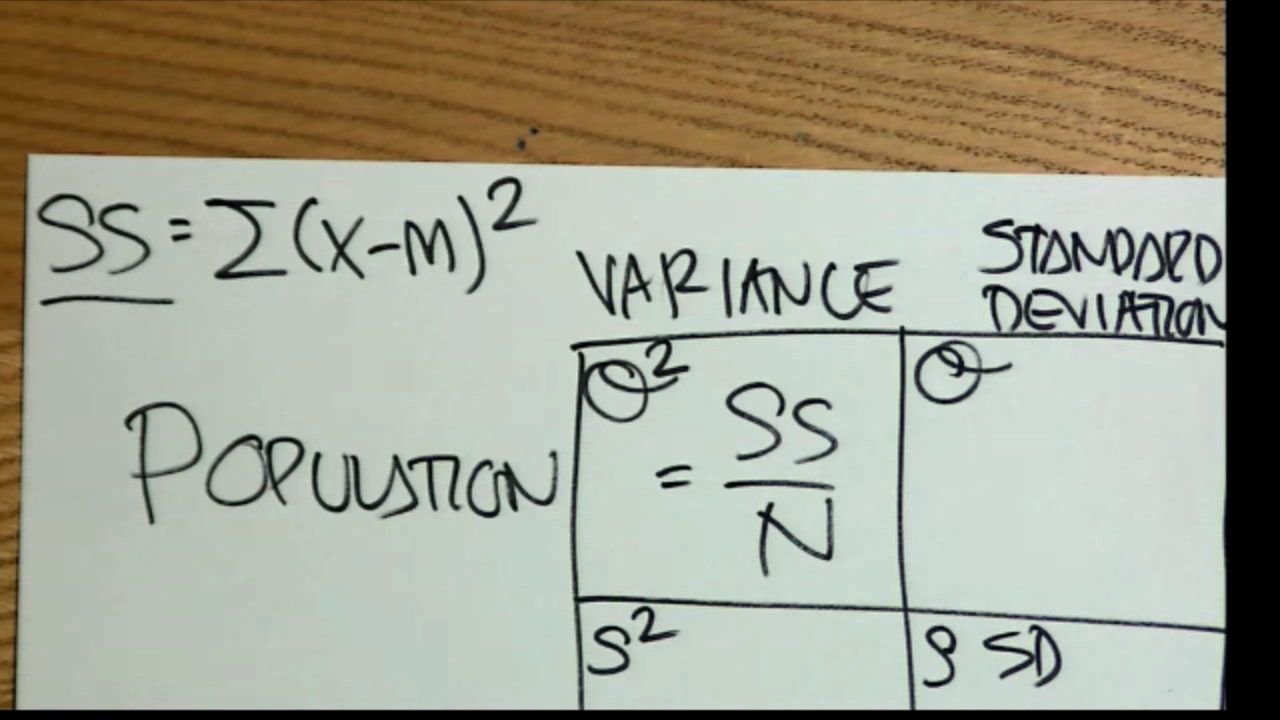 SS = Σ(X-M)²
VARIANCE
STANDARD
DEVIATION
POPULATION
σ² = SS/N
σ
S²
S SD